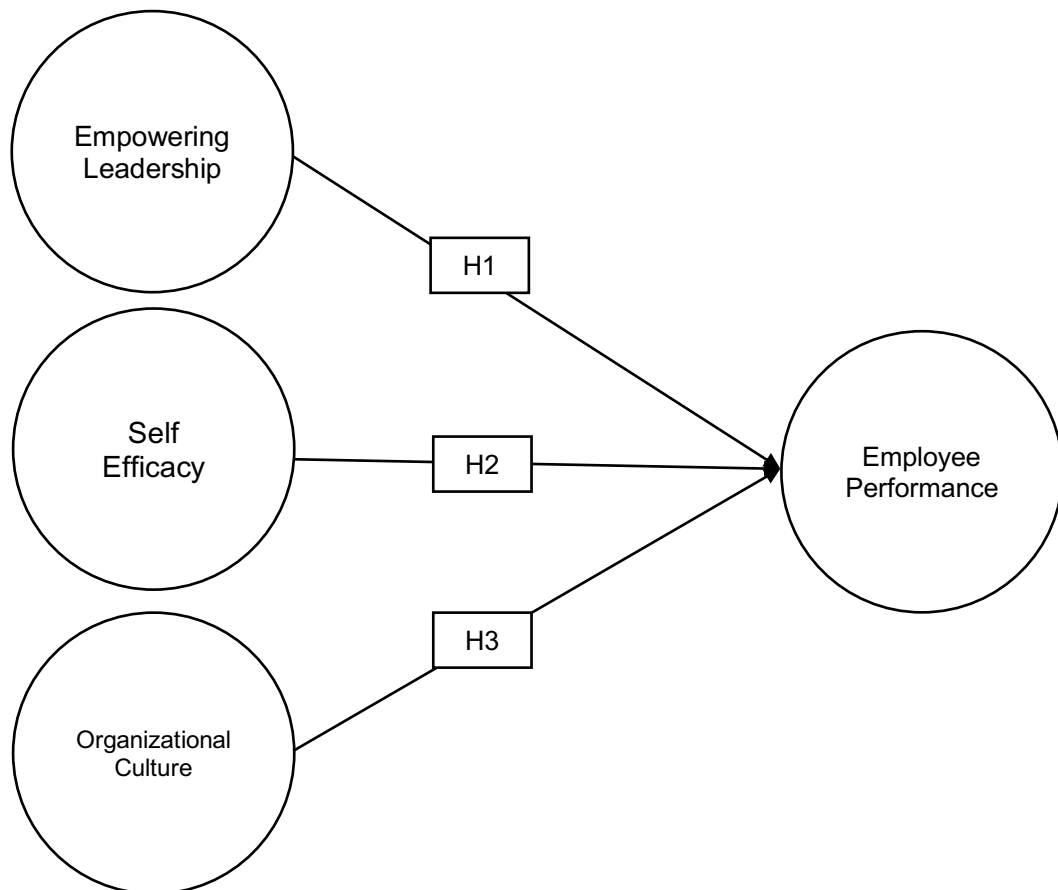 Empowering
Leadership
H1
Self
Efficacy
H2
Employee
Performance
H3
Organizational
Culture